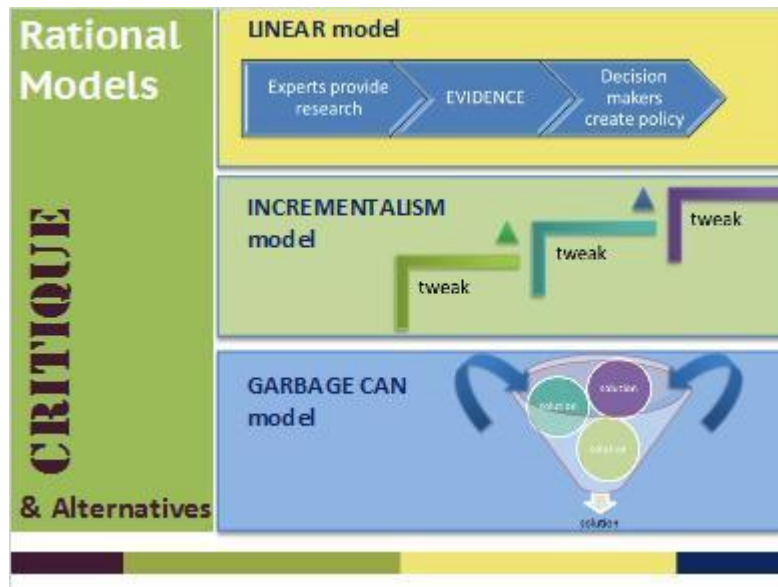 Rational
Models
CRITIQUE
& Alternatives
LINEAR model
Experts provide
research
EVIDENCE
Decision
makers
create policy
INCREMENTALISM
model
tweak
tweak
tweak
GARBAGE CAN
model
solution
solution
solution
solution